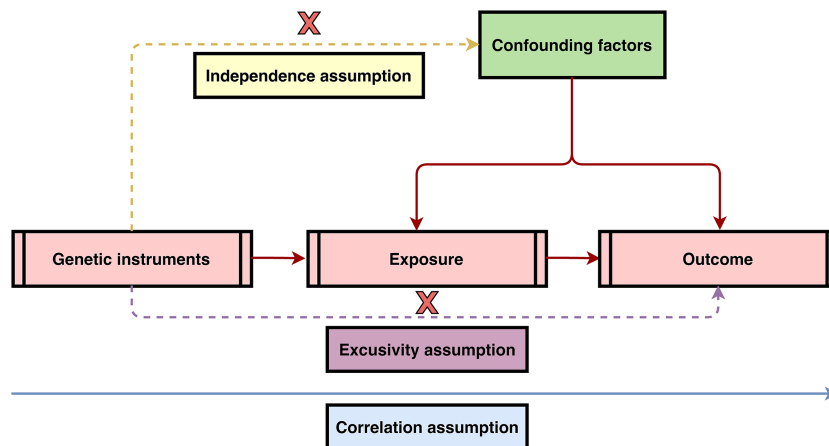 X
Confounding factors
Independence assumption
Genetic instruments
Exposure
Outcome
X
Excusivity assumption
Correlation assumption